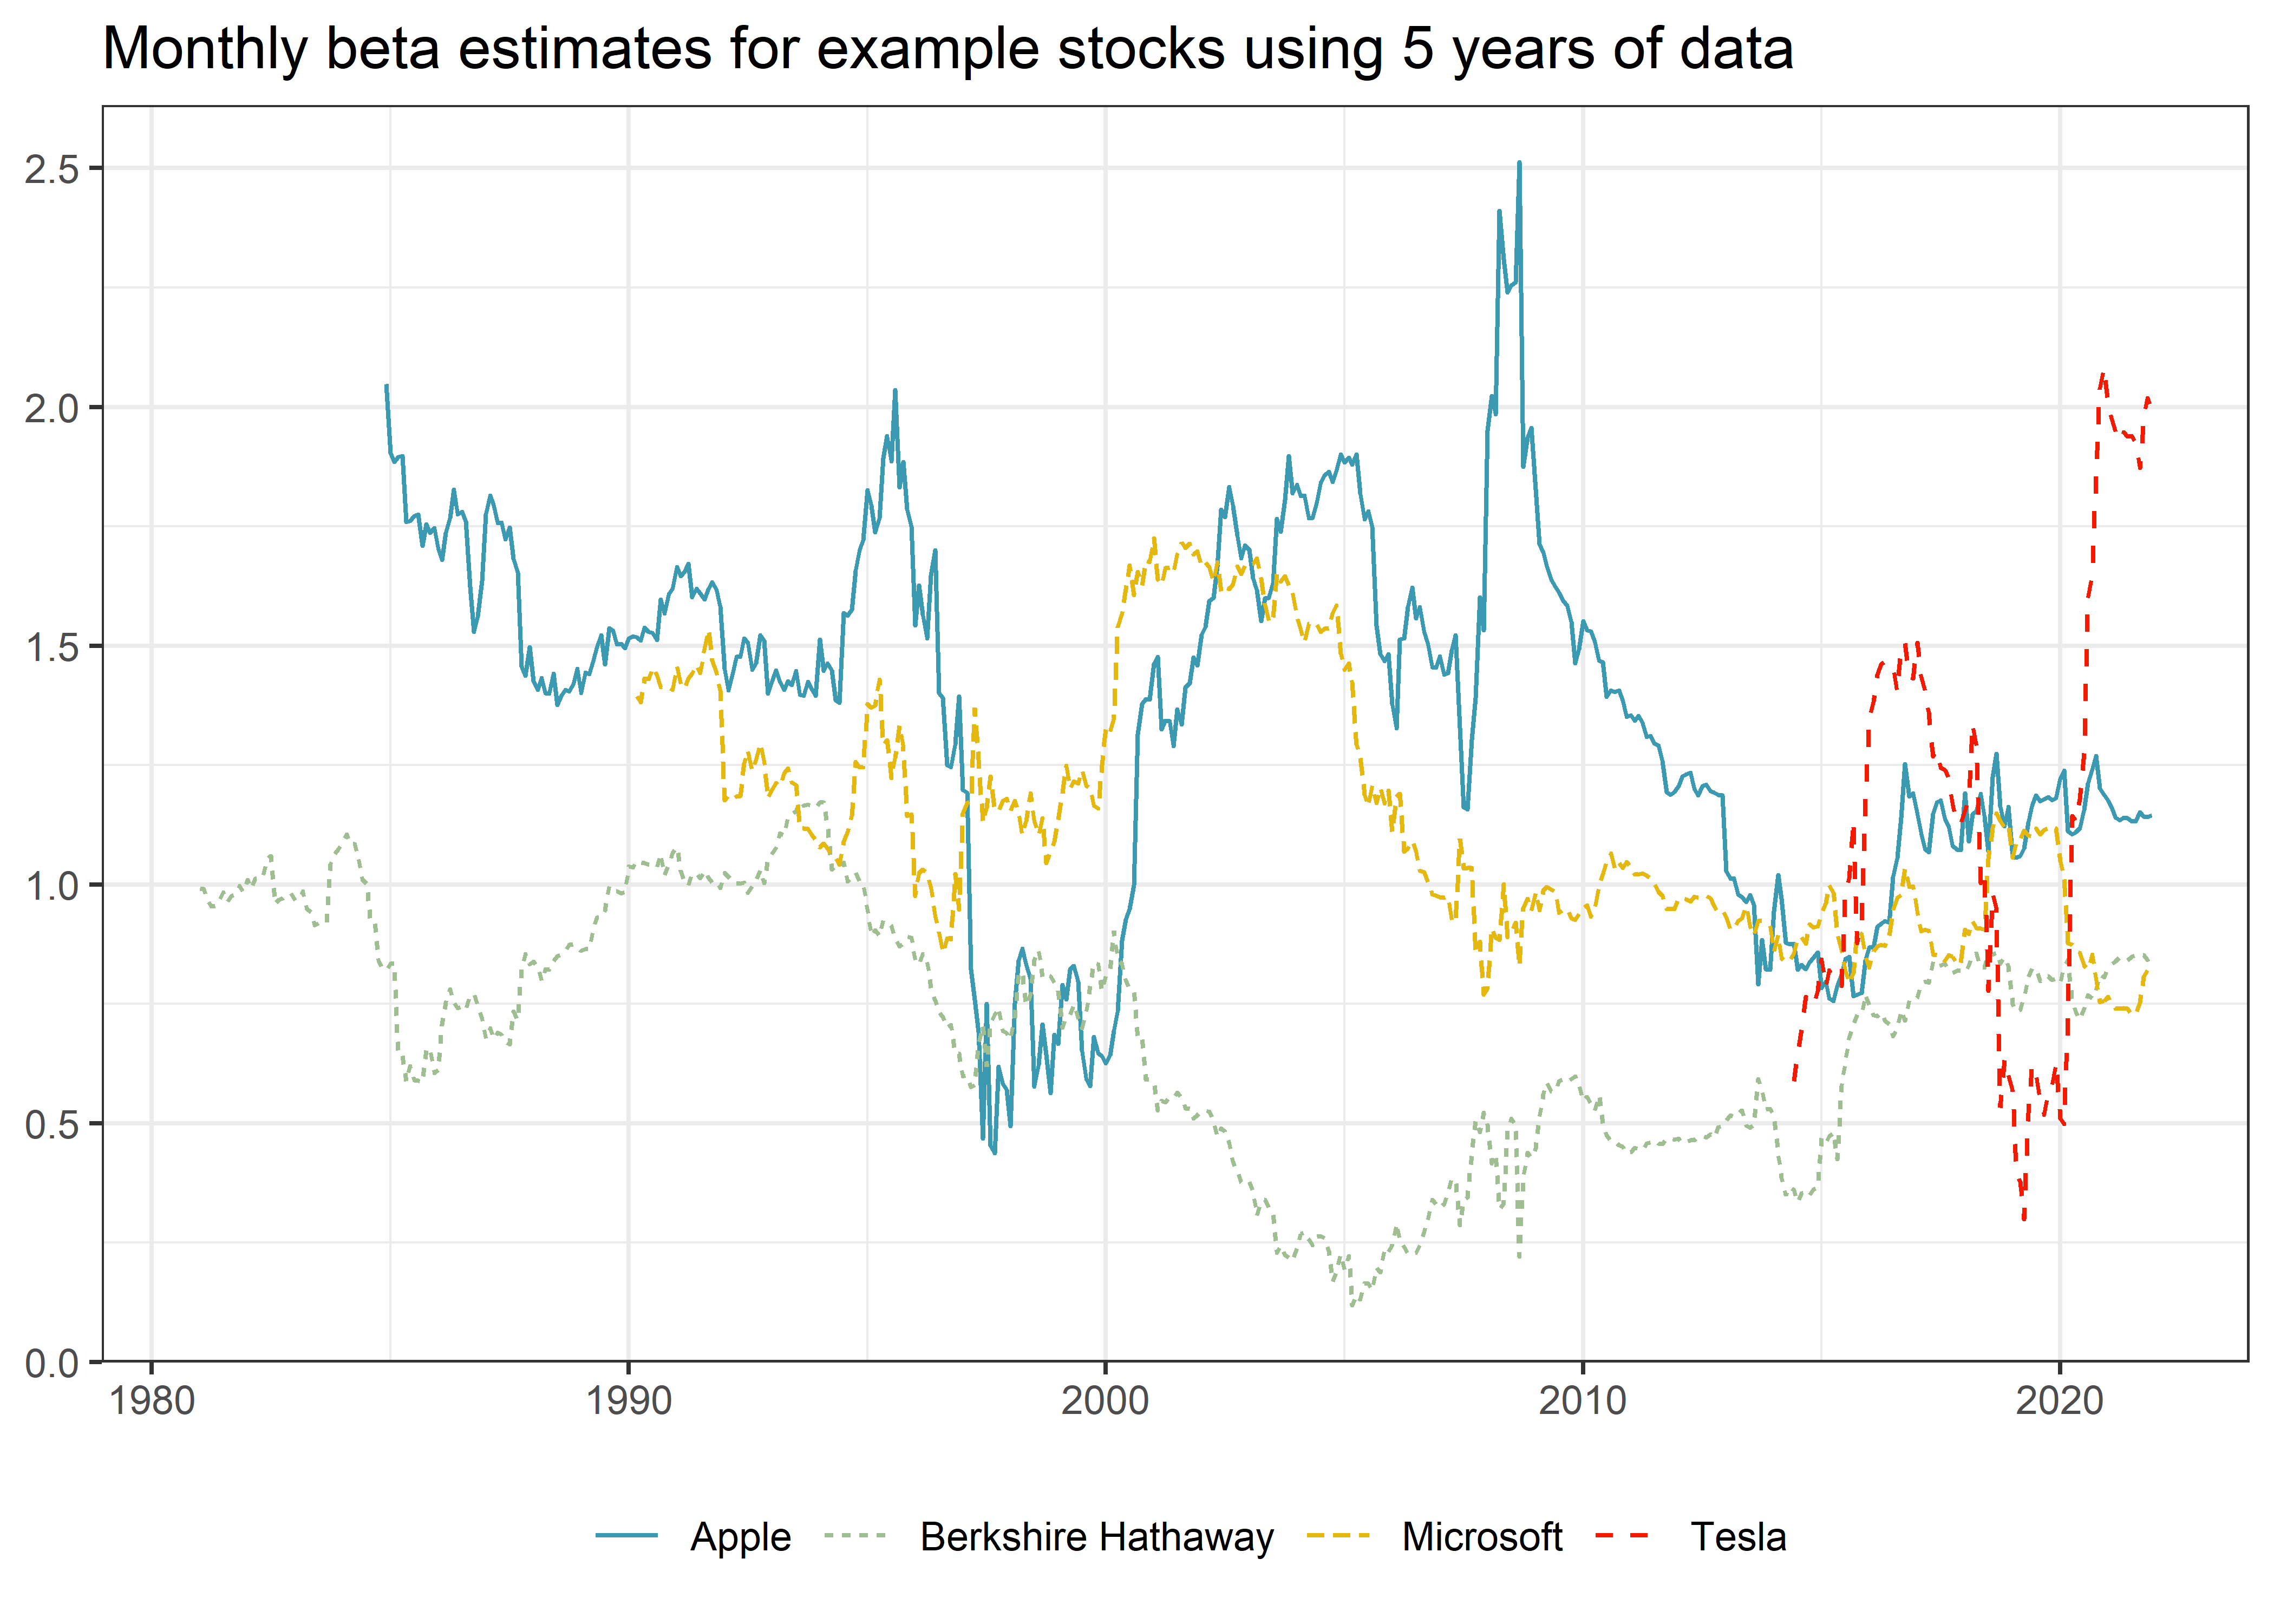 Monthly beta estimates for example stocks using 5 years of data
2.5
2.0
1.5
1.0
0.5
0.0
1980 1990 2000 2010 2020
Apple Berkshire Hathaway Microsoft Tesla